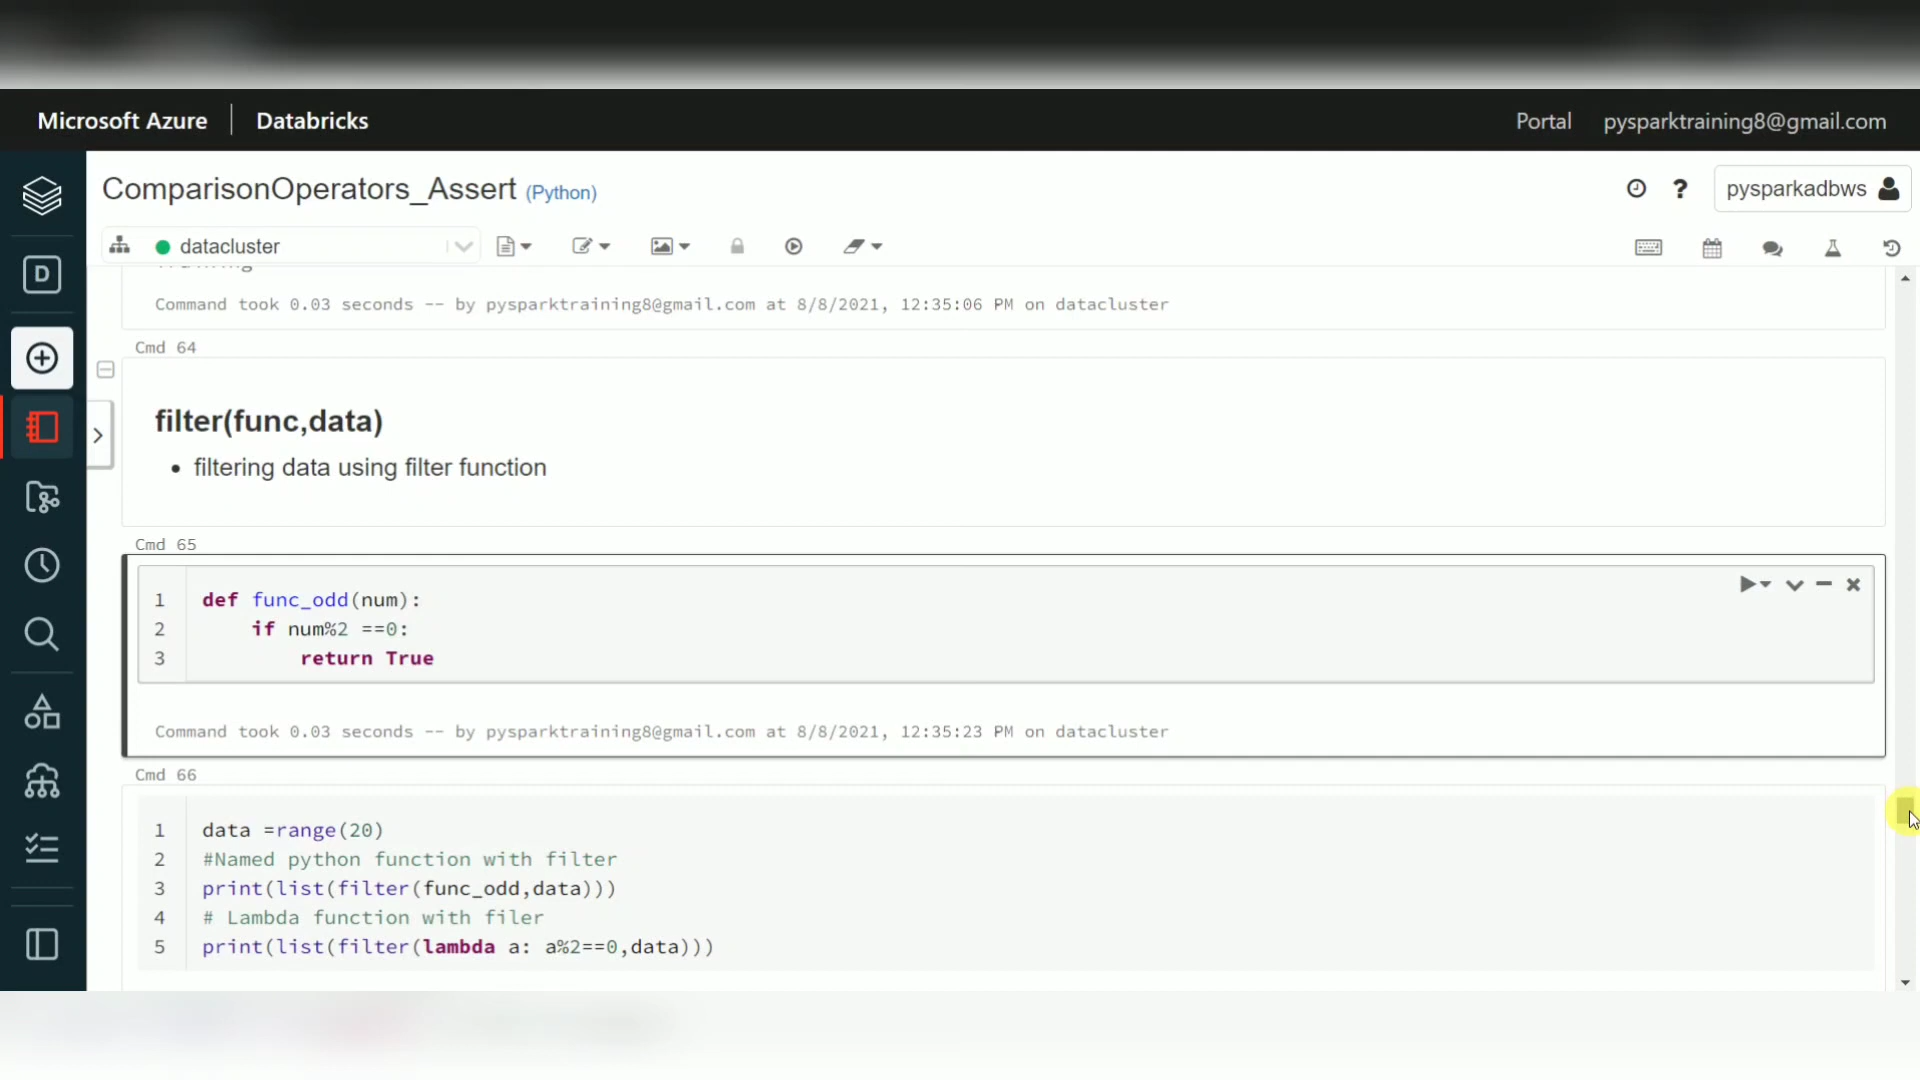 Microsoft Azure | Databricks
Portal pysparktraining8@gmail.com
ComparisonOperators_Assert (Python)
? pysparkadbws
datacluster
D
Command took 0.03 seconds -- by pysparktraining8@gmail.com at 8/8/2021, 12:35:06 PM on datacluster
Cmd 64
filter(func,data)
• filtering data using filter function
Cmd 65
1 def func_odd(num):
2 if num%2 ==0:
3 return True
Command took 0.03 seconds -- by pysparktraining8@gmail.com at 8/8/2021, 12:35:23 PM on datacluster
Cmd 66
1 data =range(20)
2 #Named python function with filter
3 print(list(filter(func_odd,data)))
4 # Lambda function with filer
5 print(list(filter(lambda a: a%2==0,data)))